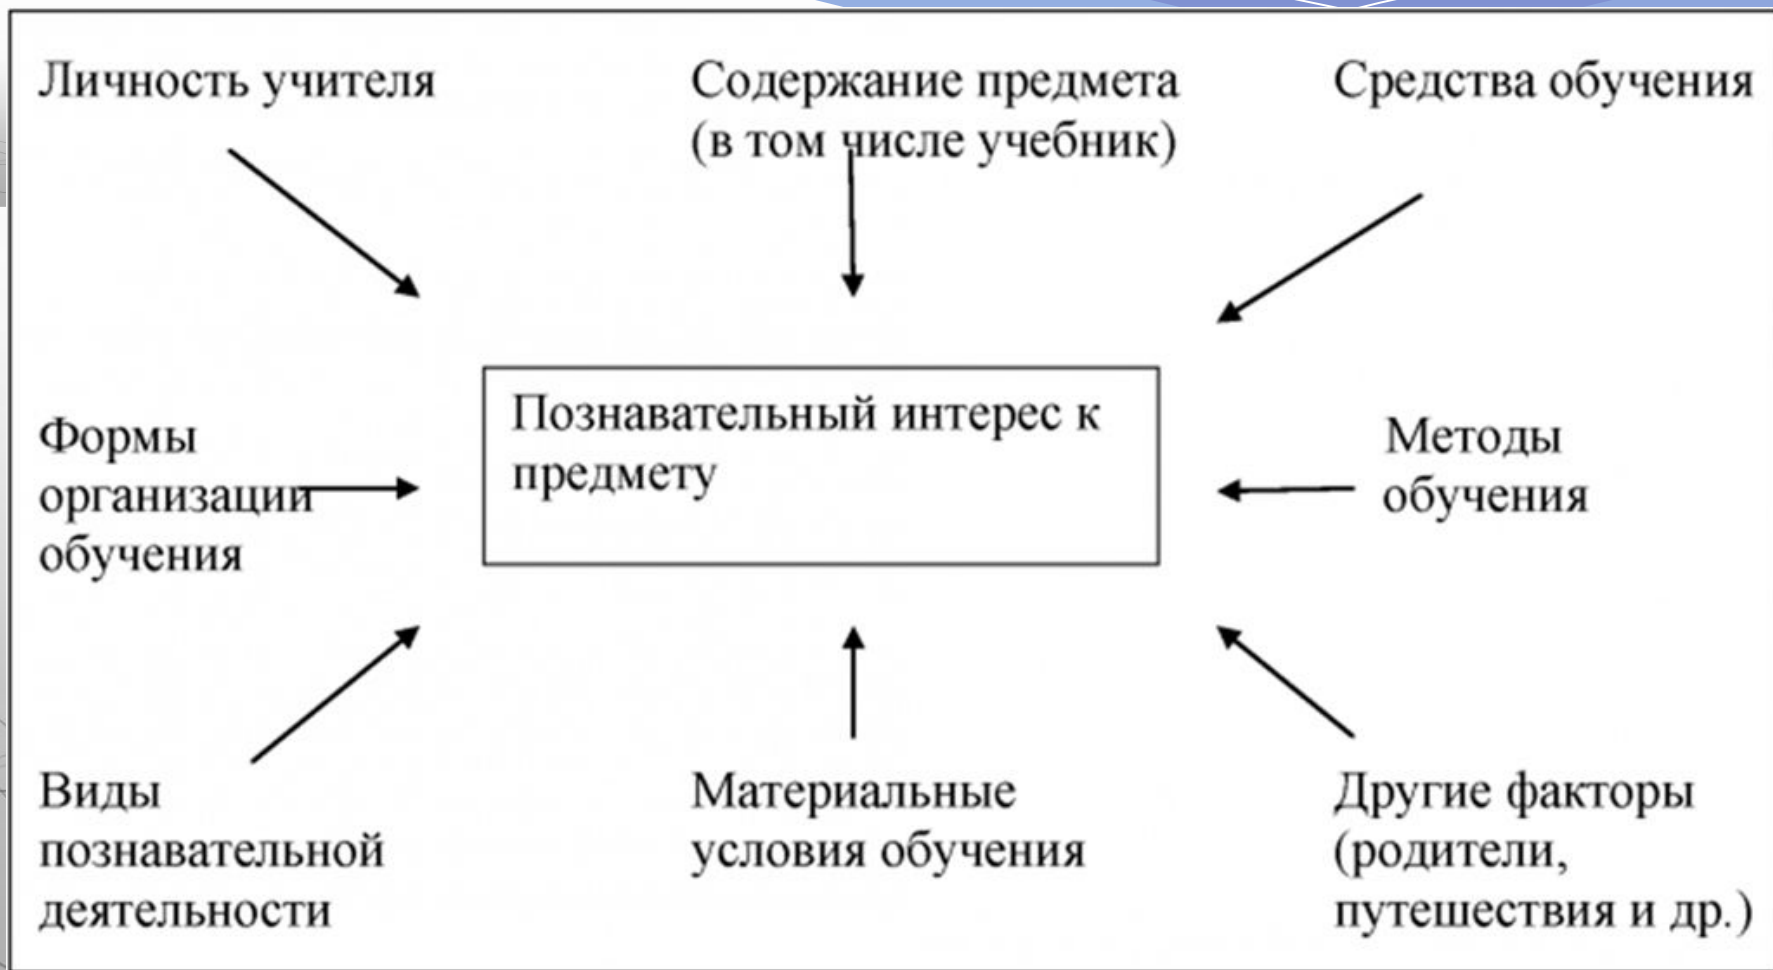 Личность учителя
Содержание предмета
(в том числе учебник)
Средства обучения
Формы
организации
обучения
Познавательный интерес к
предмету
Методы
обучения
Виды
познавательной
деятельности
Материальные
условия обучения
Другие факторы
(родители,
путешествия и др.)